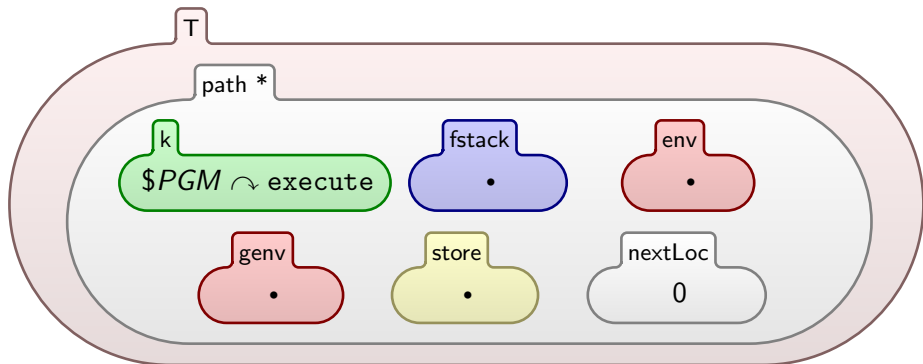 T
path *
k fstack env
$PGM ↷ execute • •
genv store nextLoc
• • 0